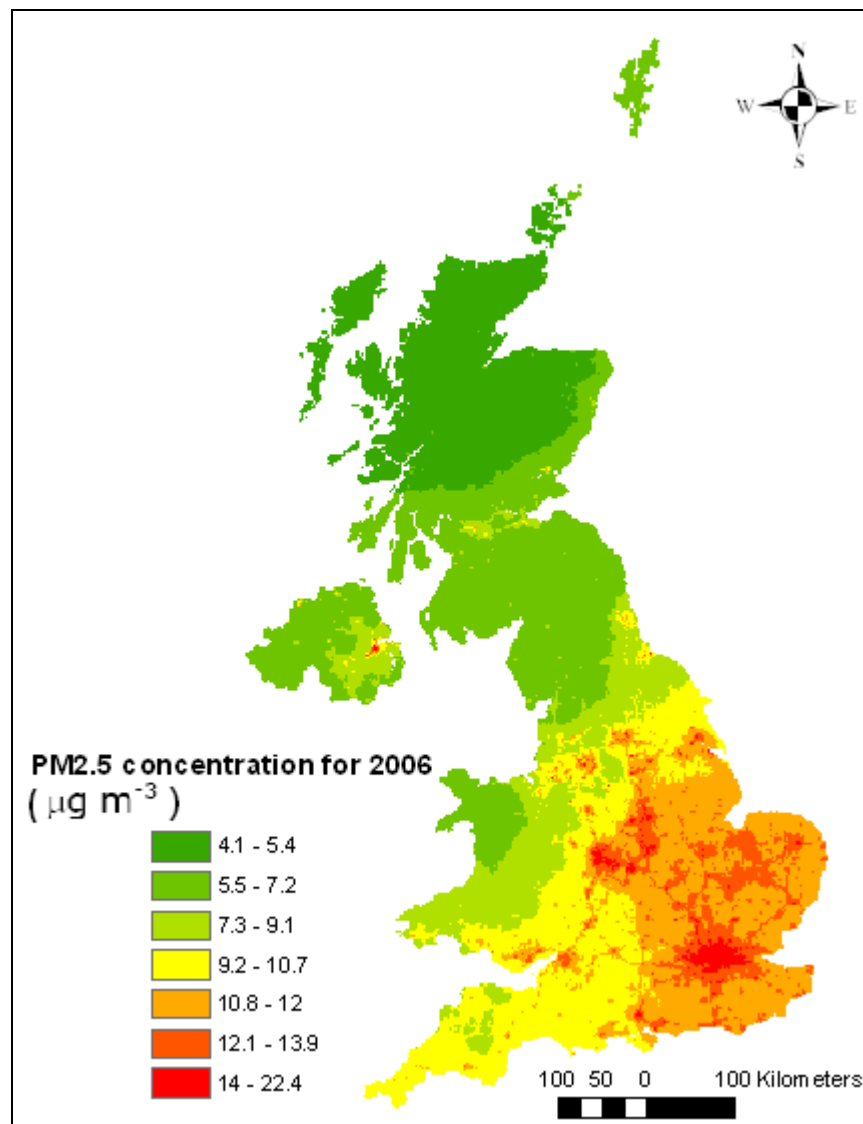 N
W E
S
PM2.5 concentration for 2006
( μg m-3 )
4.1 - 5.4
5.5 - 7.2
7.3 - 9.1
9.2 - 10.7
10.8 - 12
12.1 - 13.9
14 - 22.4
100 50 0 100 Kilometers